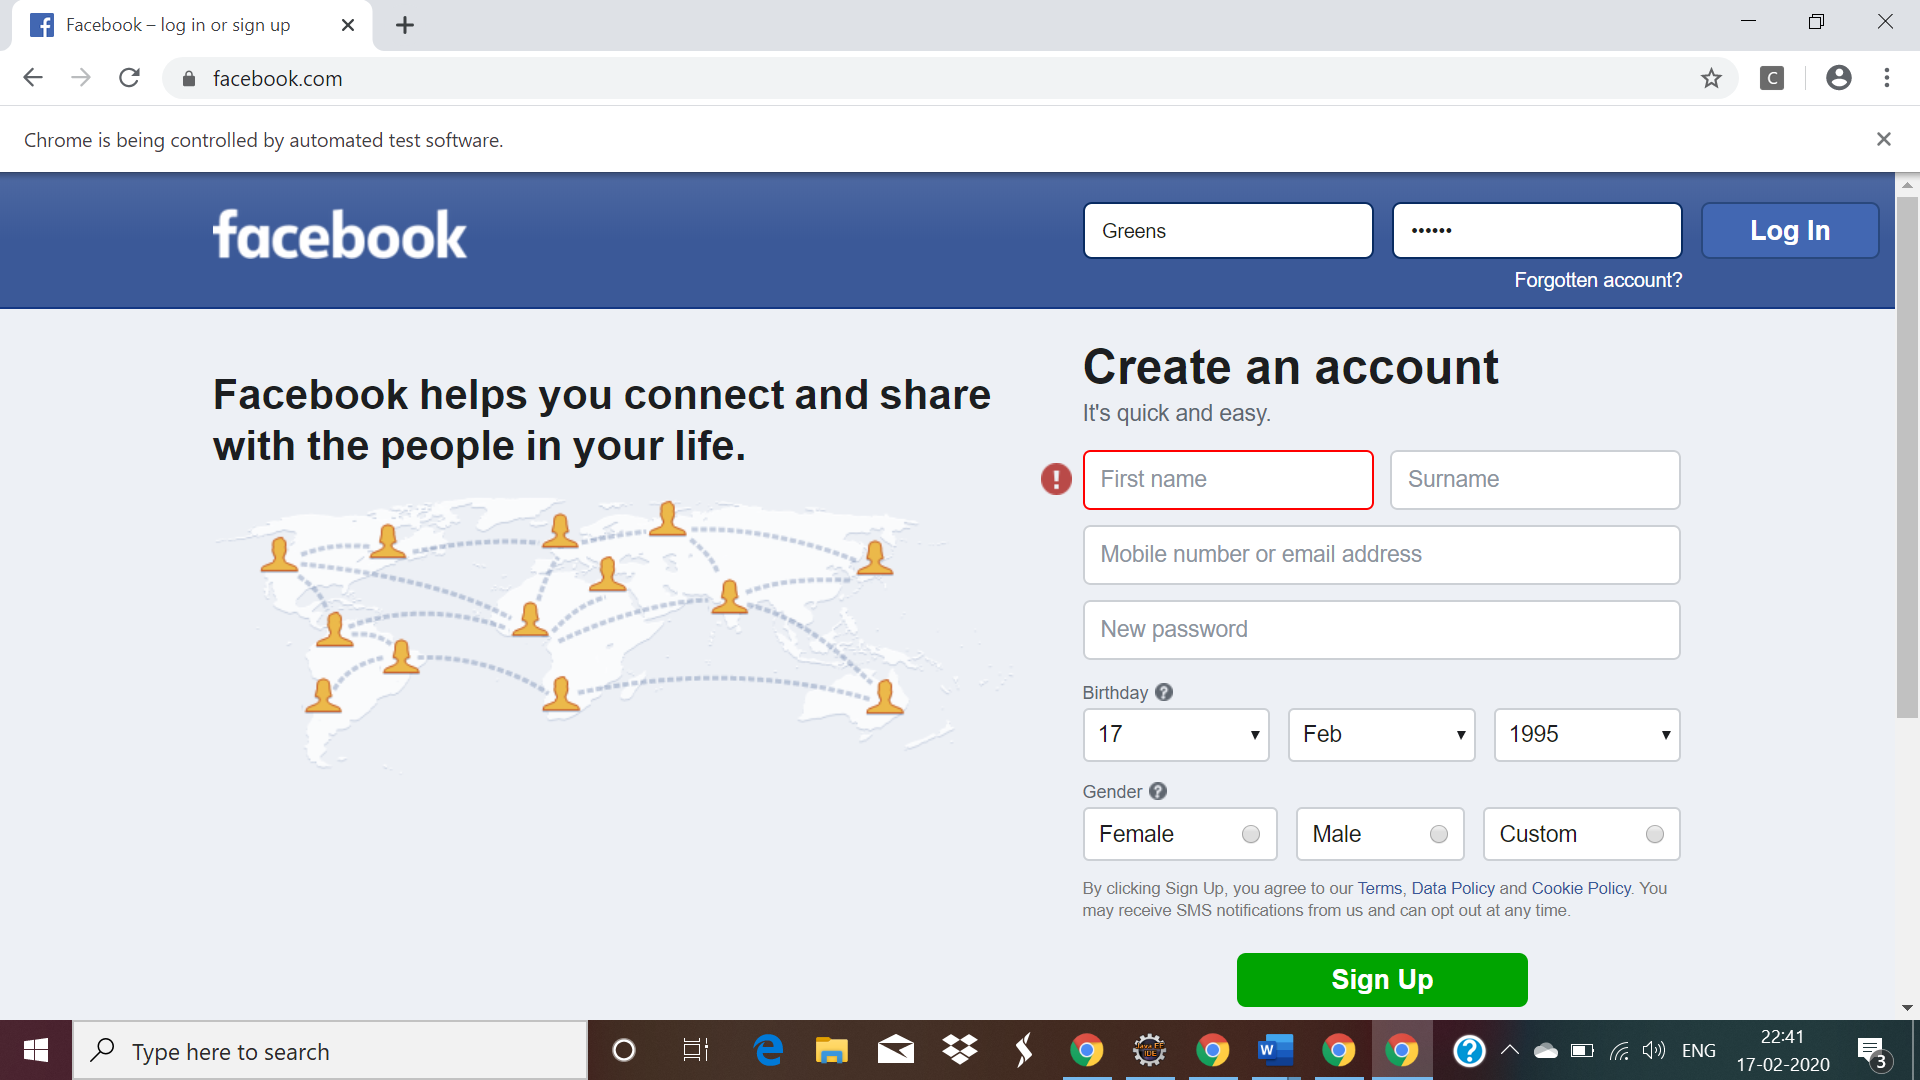 Facebook – log in or sign up
facebook.com
C
Chrome is being controlled by automated test software.
facebook
Greens
••••••
Log In
Forgotten account?
Facebook helps you connect and share
with the people in your life.
Create an account
It's quick and easy.
First name
Surname
Mobile number or email address
New password
Birthday
17
Feb
1995
Gender
Female
Male
Custom
By clicking Sign Up, you agree to our Terms, Data Policy and Cookie Policy. You
may receive SMS notifications from us and can opt out at any time.
Sign Up
Type here to search
Java EE
IDE
W
ENG
22:41
17-02-2020
3